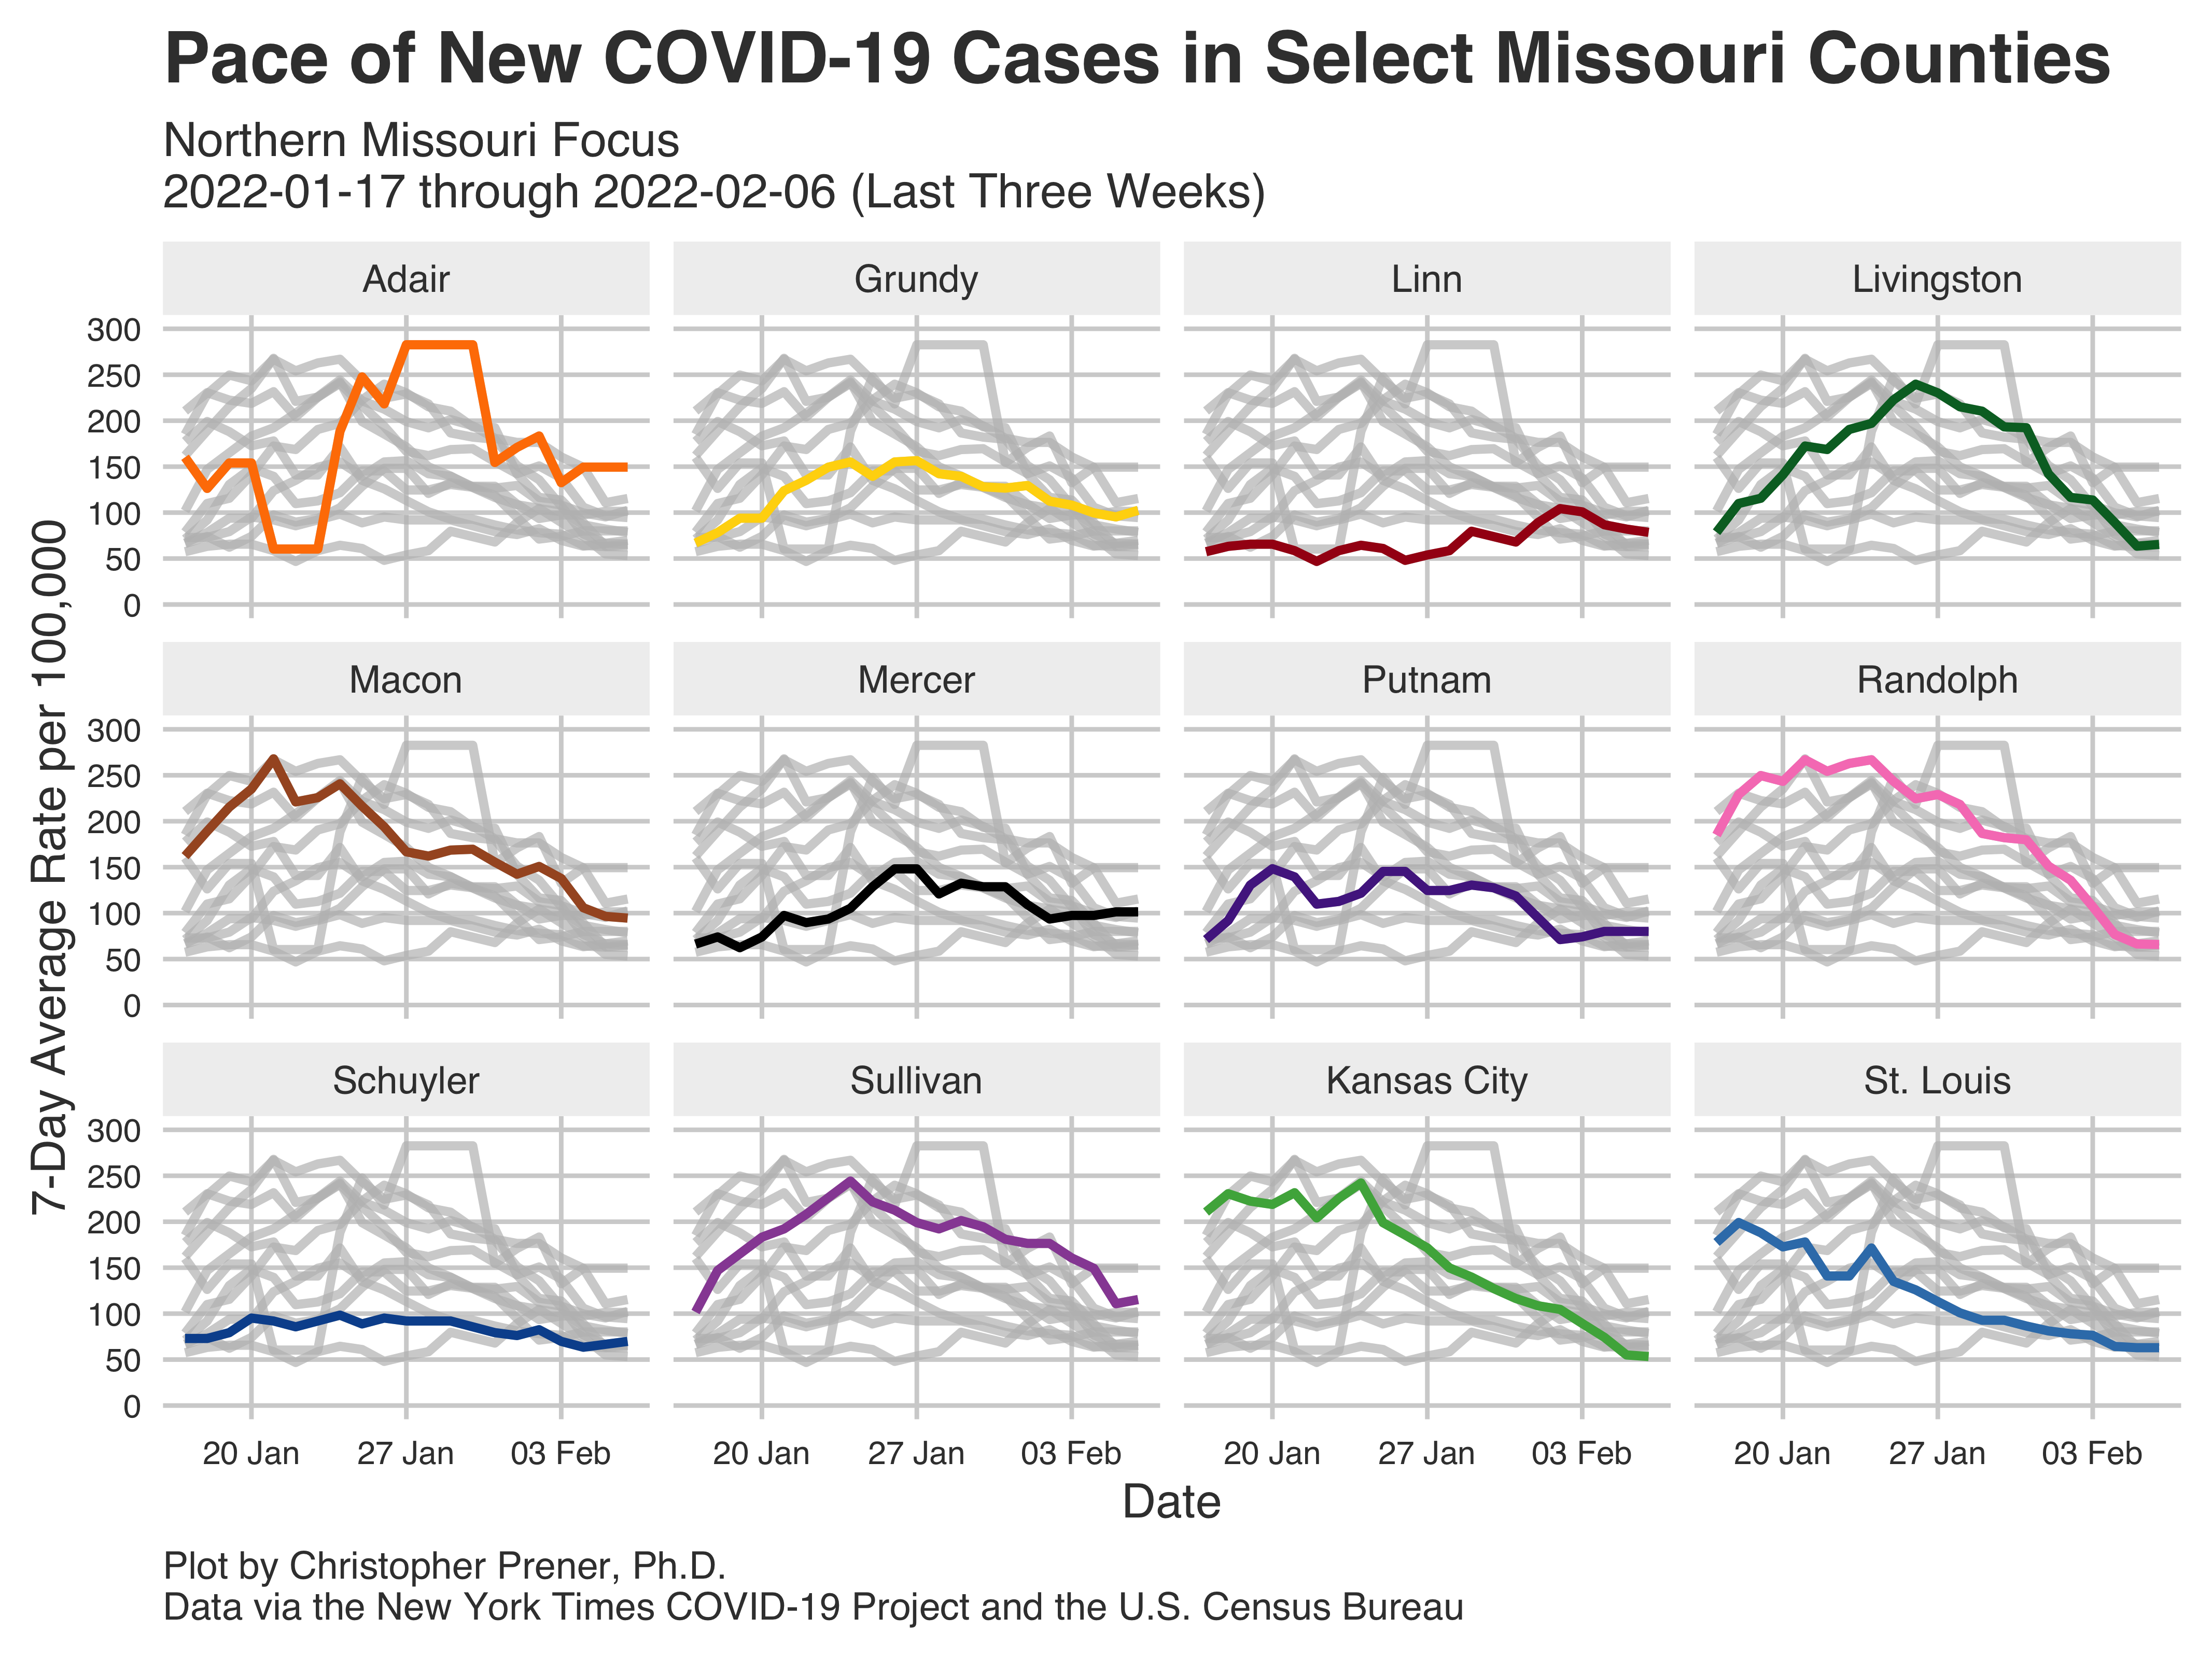 Pace of New COVID-19 Cases in Select Missouri Counties
Northern Missouri Focus
2022-01-17 through 2022-02-06 (Last Three Weeks)
7-Day Average Rate per 100,000
Adair
Grundy
Linn
Livingston
300
250
200
150
100
50
0
Macon
Mercer
Putnam
Randolph
300
250
200
150
100
50
0
Schuyler
Sullivan
Kansas City
St. Louis
300
250
200
150
100
50
0
20 Jan
27 Jan
03 Feb
20 Jan
27 Jan
03 Feb
20 Jan
27 Jan
03 Feb
20 Jan
27 Jan
03 Feb
Date
Plot by Christopher Prener, Ph.D.
Data via the New York Times COVID-19 Project and the U.S. Census Bureau